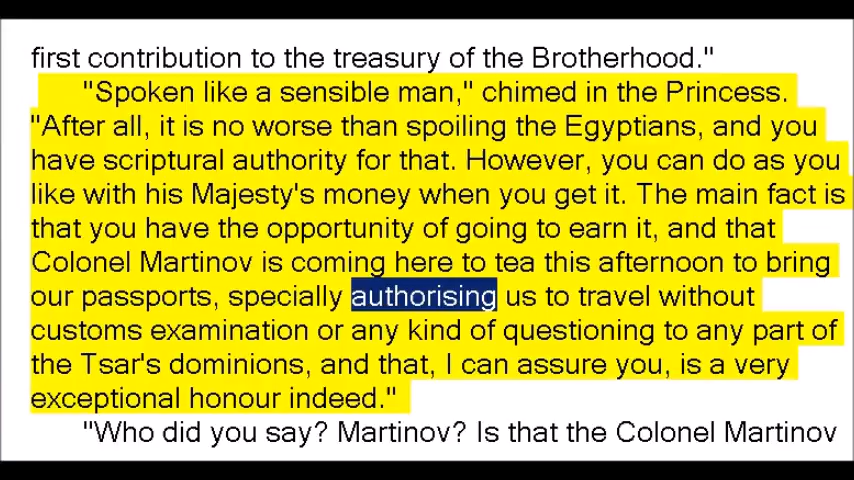 first contribution to the treasury of the Brotherhood."
"Spoken like a sensible man," chimed in the Princess.
"After all, it is no worse than spoiling the Egyptians, and you
have scriptural authority for that. However, you can do as you
like with his Majesty's money when you get it. The main fact is
that you have the opportunity of going to earn it, and that
Colonel Martinov is coming here to tea this afternoon to bring
our passports, specially authorising us to travel without
customs examination or any kind of questioning to any part of
the Tsar's dominions, and that, I can assure you, is a very
exceptional honour indeed."
"Who did you say? Martinov? Is that the Colonel Martinov